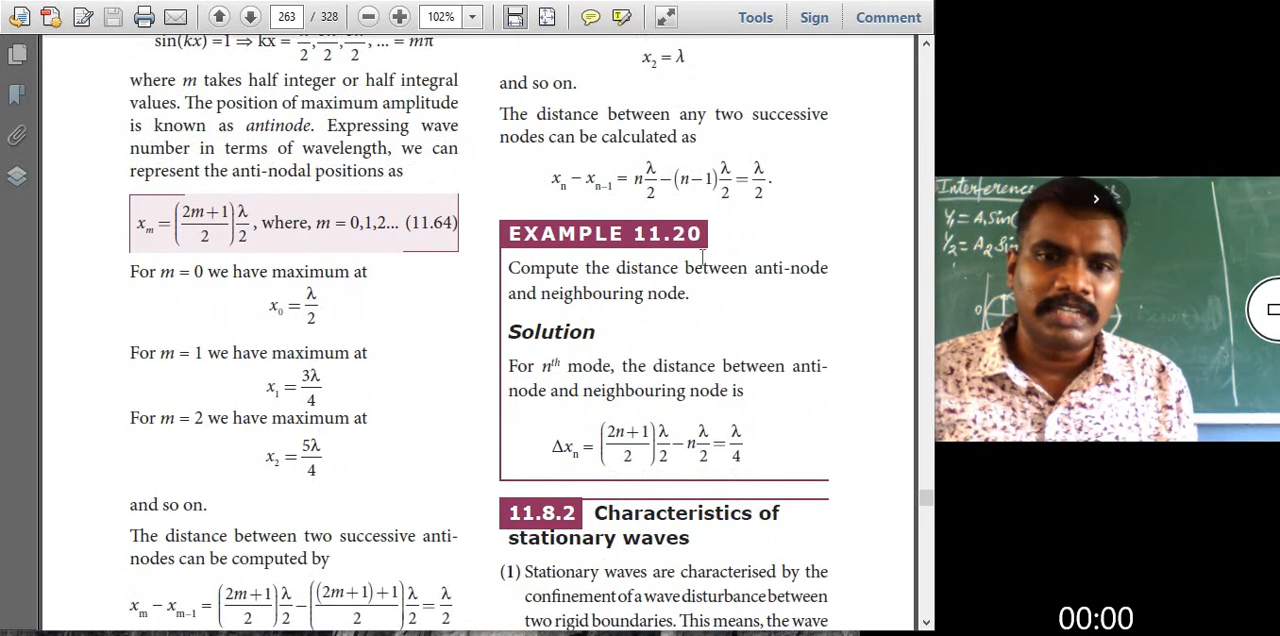 263 / 328
102%
Tools
Sign
Comment
sin(kx) =1 ⇒ kx = π/2, 3π/2, 5π/2, ... = mπ
where m takes half integer or half integral
values. The position of maximum amplitude
is known as antinode. Expressing wave
number in terms of wavelength, we can
represent the anti-nodal positions as
xₘ = ((2m+1)/2) λ/2, where, m = 0,1,2... (11.64)
For m = 0 we have maximum at
x₀ = λ/2
For m = 1 we have maximum at
x₁ = 3λ/4
For m = 2 we have maximum at
x₂ = 5λ/4
and so on.
The distance between two successive anti-
nodes can be computed by
xₘ − xₘ₋₁ = ((2m+1)/2) λ/2 − (((2m+1)+1)/2) λ/2 = λ/2
x₂ = λ
and so on.
The distance between any two successive
nodes can be calculated as
xₙ − xₙ₋₁ = n λ/2 − (n−1) λ/2 = λ/2.
EXAMPLE 11.20
Compute the distance between anti-node
and neighbouring node.
Solution
For nᵗʰ mode, the distance between anti-
node and neighbouring node is
Δxₙ = ((2n+1)/2) λ/2 − n λ/2 = λ/4
11.8.2 Characteristics of
stationary waves
(1) Stationary waves are characterised by the
confinement of a wave disturbance between
two rigid boundaries. This means, the wave
Interference
y₁ = A₁ Sin(
y₂ = A₂ Sin
0
00:00